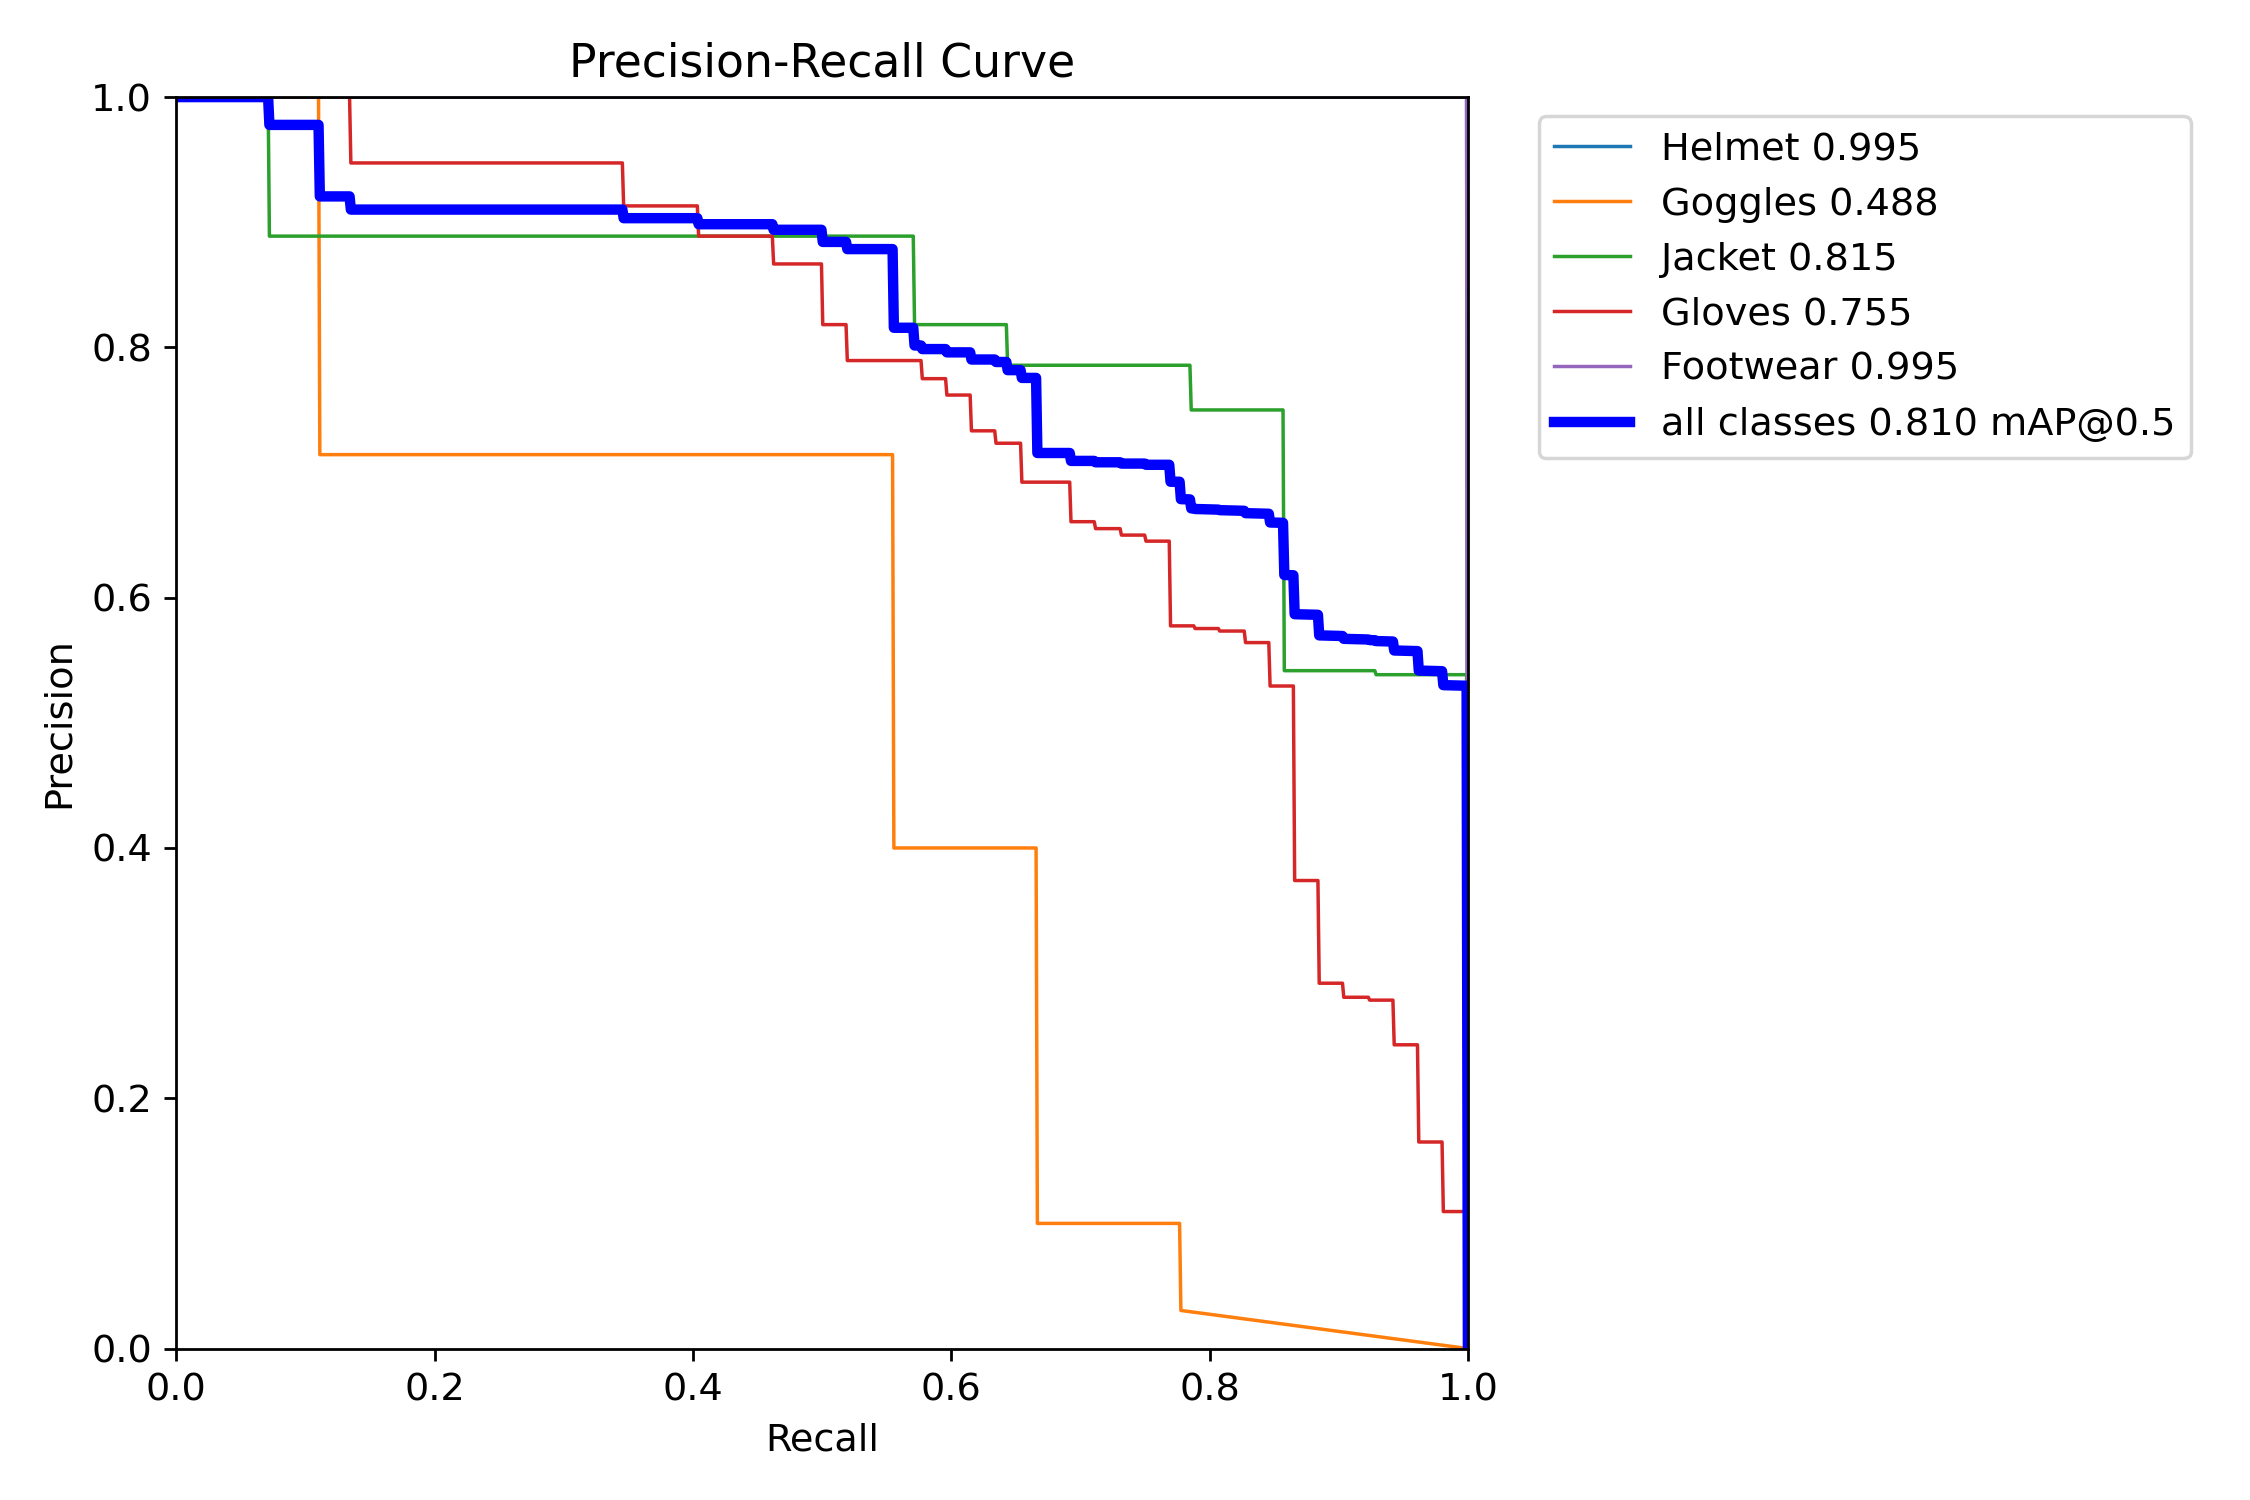 Precision-Recall Curve
1.0
0.8
0.6
0.4
0.2
0.0
Precision
0.0 0.2 0.4 0.6 0.8 1.0
Recall
Helmet 0.995
Goggles 0.488
Jacket 0.815
Gloves 0.755
Footwear 0.995
all classes 0.810 mAP@0.5